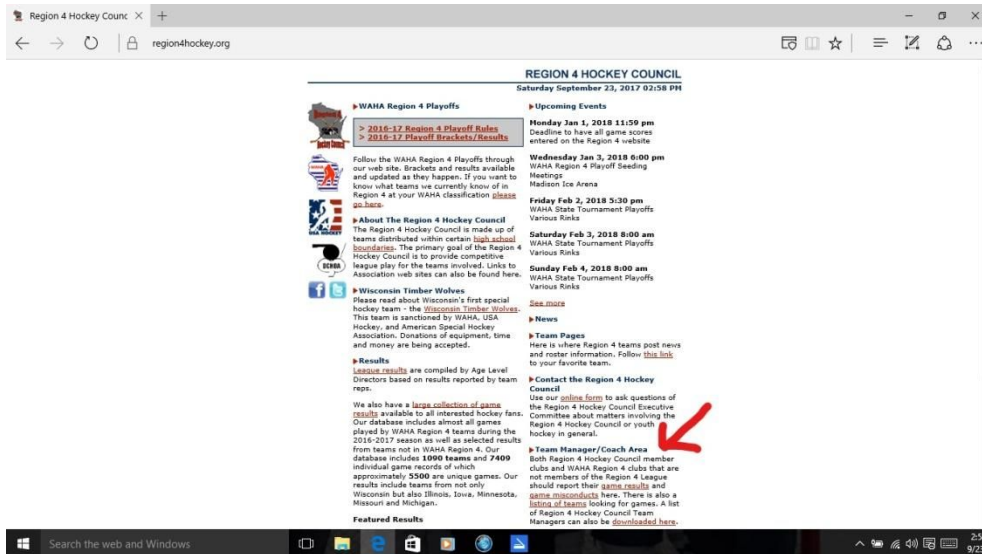 Region 4 Hockey Counc
region4hockey.org
REGION 4 HOCKEY COUNCIL
Saturday September 23, 2017 02:58 PM
WAHA Region 4 Playoffs
> 2016-17 Region 4 Playoff Rules
> 2016-17 Playoff Brackets/Results
Follow the WAHA Region 4 Playoffs through
our web site. Brackets and results available
and updated as they happen. If you want to
know what teams we currently know of in
Region 4 at your WAHA classification please
go here.
About The Region 4 Hockey Council
The Region 4 Hockey Council is made up of
teams distributed within certain high school
boundaries. The primary goal of the Region 4
Hockey Council is to provide competitive
league play for the teams involved. Links to
Association web sites can also be found here.
Wisconsin Timber Wolves
Please read about Wisconsin's first special
hockey team - the Wisconsin Timber Wolves.
This team is sanctioned by WAHA, USA
Hockey, and American Special Hockey
Association. Donations of equipment, time
and money are being accepted.
Results
League results are compiled by Age Level
Directors based on results reported by team
reps.
We also have a large collection of game
results available to all interested hockey fans.
Our database includes almost all games
played by WAHA Region 4 teams during the
2016-2017 season as well as selected results
from teams not in WAHA Region 4. Our
database includes 1090 teams and 7409
individual game records of which
approximately 5500 are unique games. Our
results include teams from not only
Wisconsin but also Illinois, Iowa, Minnesota,
Missouri and Michigan.
Featured Results
Upcoming Events
Monday Jan 1, 2018 11:59 pm
Deadline to have all game scores
entered on the Region 4 website
Wednesday Jan 3, 2018 6:00 pm
WAHA Region 4 Playoff Seeding
Meetings
Madison Ice Arena
Friday Feb 2, 2018 5:30 pm
WAHA State Tournament Playoffs
Various Rinks
Saturday Feb 3, 2018 8:00 am
WAHA State Tournament Playoffs
Various Rinks
Sunday Feb 4, 2018 8:00 am
WAHA State Tournament Playoffs
Various Rinks
See more
News
Team Pages
Here is where Region 4 teams post news
and roster information. Follow this link
to your favorite team.
Contact the Region 4 Hockey
Council
Use our online form to ask questions of
the Region 4 Hockey Council Executive
Committee about matters involving the
Region 4 Hockey Council or youth
hockey in general.
Team Manager/Coach Area
Both Region 4 Hockey Council member
clubs and WAHA Region 4 clubs that are
not members of the Region 4 League
should report their game results and
game misconducts here. There is also a
listing of teams looking for games. A list
of Region 4 Hockey Council Team
Managers can also be downloaded here.
Hockey Council
USA HOCKEY
DCHOA
Search the web and Windows